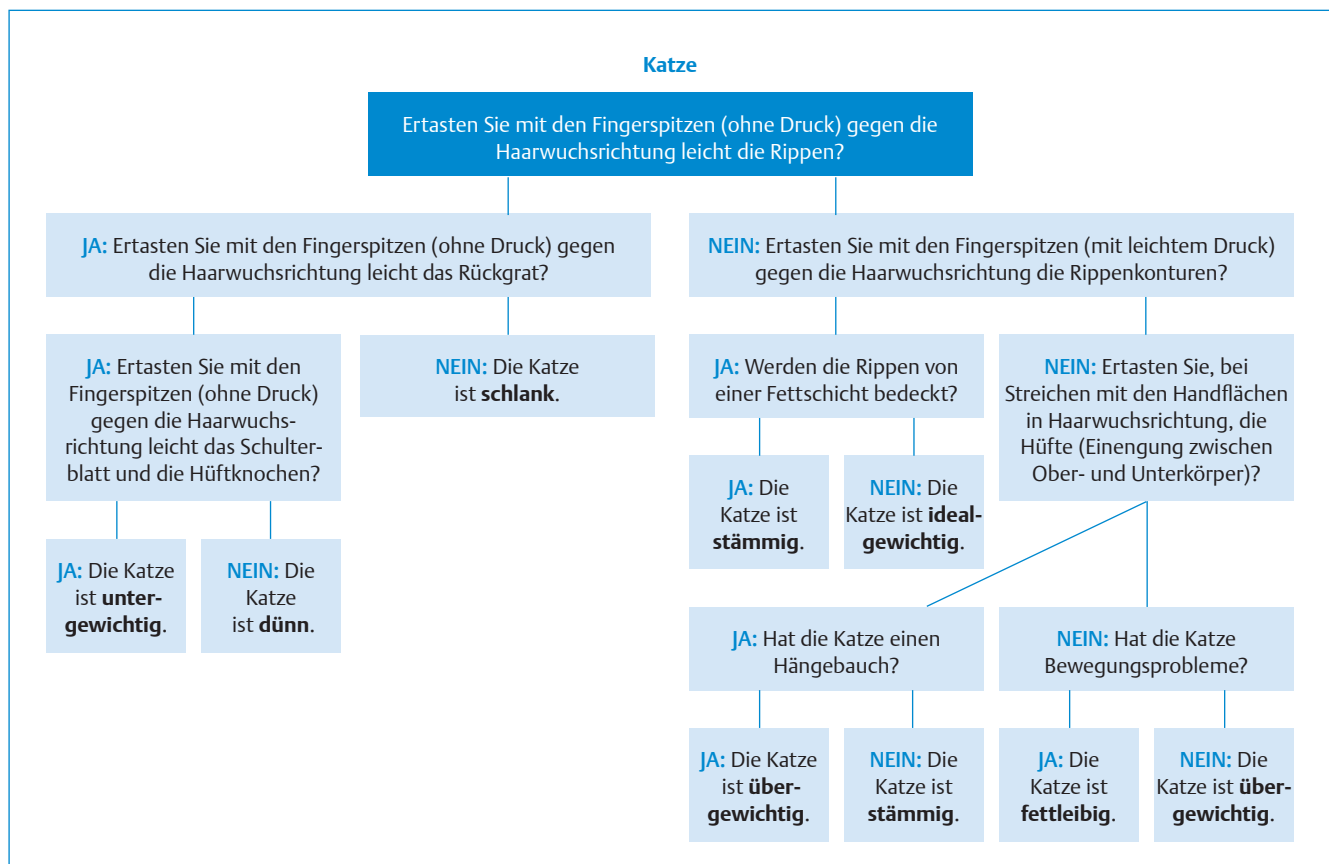 Katze
Ertasten Sie mit den Fingerspitzen (ohne Druck) gegen die
Haarwuchsrichtung leicht die Rippen?
JA: Ertasten Sie mit den Fingerspitzen (ohne Druck) gegen
die Haarwuchsrichtung leicht das Rückgrat?
NEIN: Ertasten Sie mit den Fingerspitzen (mit leichtem Druck)
gegen die Haarwuchsrichtung die Rippenkonturen?
JA: Ertasten Sie mit den
Fingerspitzen (ohne Druck)
gegen die Haarwuchs-
richtung leicht das Schulter-
blatt und die Hüftknochen?
NEIN: Die Katze
ist schlank.
JA: Werden die Rippen von
einer Fettschicht bedeckt?
NEIN: Ertasten Sie, bei
Streichen mit den Handflächen
in Haarwuchsrichtung, die
Hüfte (Einengung zwischen
Ober- und Unterkörper)?
JA: Die
Katze ist
stämmig.
NEIN: Die
Katze ist ideal-
gewichtig.
JA: Die Katze
ist unter-
gewichtig.
NEIN: Die
Katze
ist dünn.
JA: Hat die Katze einen
Hängebauch?
NEIN: Hat die Katze
Bewegungsprobleme?
JA: Die Katze
ist über-
gewichtig.
NEIN: Die
Katze ist
stämmig.
JA: Die
Katze ist
fettleibig.
NEIN: Die
Katze ist über-
gewichtig.